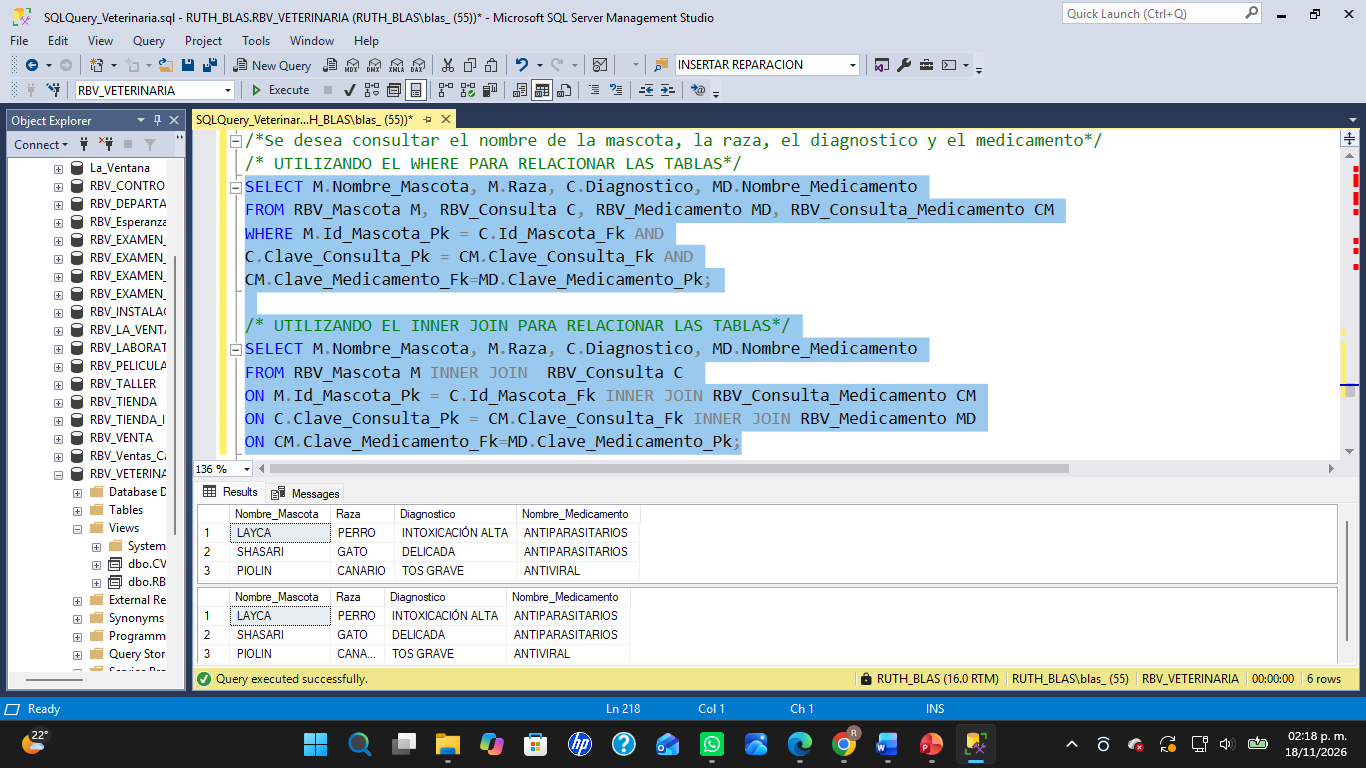 SQLQuery_Veterinaria.sql - RUTH_BLAS.RBV_VETERINARIA (RUTH_BLAS\blas_ (55))* - Microsoft SQL Server Management Studio
Quick Launch (Ctrl+Q)
File Edit View Query Project Tools Window Help
New Query
MDX DMX XMLA DAX
INSERTAR REPARACION
RBV_VETERINARIA
Execute
Object Explorer
SQLQuery_Veterinar...H_BLAS\blas_ (55))*
Connect
La_Ventana
RBV_CONTRO
RBV_DEPARTA
RBV_Esperanza
RBV_EXAMEN_
RBV_EXAMEN_
RBV_EXAMEN_
RBV_EXAMEN_
RBV_INSTALAC
RBV_LA_VENTA
RBV_LABORAT
RBV_PELICULA
RBV_TALLER
RBV_TIENDA
RBV_TIENDA_I
RBV_VENTA
RBV_Ventas_Ca
RBV_VETERINA
Database D
Tables
Views
System
dbo.CV
dbo.RB
External Re
Synonyms
Programm
Query Stor
Service Bro
/*Se desea consultar el nombre de la mascota, la raza, el diagnostico y el medicamento*/
/* UTILIZANDO EL WHERE PARA RELACIONAR LAS TABLAS*/
SELECT M.Nombre_Mascota, M.Raza, C.Diagnostico, MD.Nombre_Medicamento
FROM RBV_Mascota M, RBV_Consulta C, RBV_Medicamento MD, RBV_Consulta_Medicamento CM
WHERE M.Id_Mascota_Pk = C.Id_Mascota_Fk AND
C.Clave_Consulta_Pk = CM.Clave_Consulta_Fk AND
CM.Clave_Medicamento_Fk=MD.Clave_Medicamento_Pk;
/* UTILIZANDO EL INNER JOIN PARA RELACIONAR LAS TABLAS*/
SELECT M.Nombre_Mascota, M.Raza, C.Diagnostico, MD.Nombre_Medicamento
FROM RBV_Mascota M INNER JOIN  RBV_Consulta C
ON M.Id_Mascota_Pk = C.Id_Mascota_Fk INNER JOIN RBV_Consulta_Medicamento CM
ON C.Clave_Consulta_Pk = CM.Clave_Consulta_Fk INNER JOIN RBV_Medicamento MD
ON CM.Clave_Medicamento_Fk=MD.Clave_Medicamento_Pk;
136 %
Results Messages
Nombre_Mascota Raza Diagnostico Nombre_Medicamento
1 LAYCA PERRO INTOXICACIÓN ALTA ANTIPARASITARIOS
2 SHASARI GATO DELICADA ANTIPARASITARIOS
3 PIOLIN CANARIO TOS GRAVE ANTIVIRAL
Nombre_Mascota Raza Diagnostico Nombre_Medicamento
1 LAYCA PERRO INTOXICACIÓN ALTA ANTIPARASITARIOS
2 SHASARI GATO DELICADA ANTIPARASITARIOS
3 PIOLIN CANA... TOS GRAVE ANTIVIRAL
Query executed successfully. RUTH_BLAS (16.0 RTM) RUTH_BLAS\blas_ (55) RBV_VETERINARIA 00:00:00 6 rows
Ready Ln 218 Col 1 Ch 1 INS
22°
hp
R
02:18 p. m.
18/11/2026